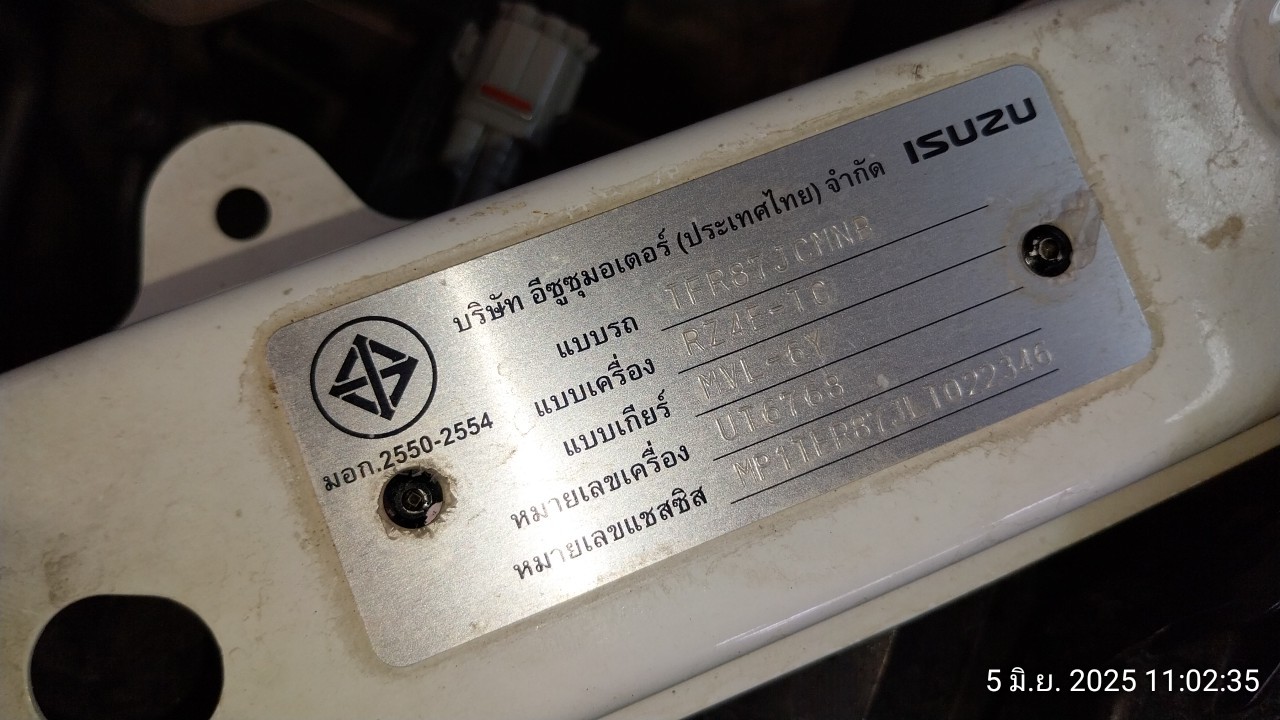 ISUZU
บริษัท อีซูซุมอเตอร์ (ประเทศไทย) จำกัด
แบบรถ TFR87JCMNB
แบบเครื่อง RZ4E-TC
แบบเกียร์ MVL-6Y
หมายเลขเครื่อง UT6768
หมายเลขแชสซิส MP1TFR87JLT022346
มอก.2550-2554
5 มิ.ย. 2025 11:02:35